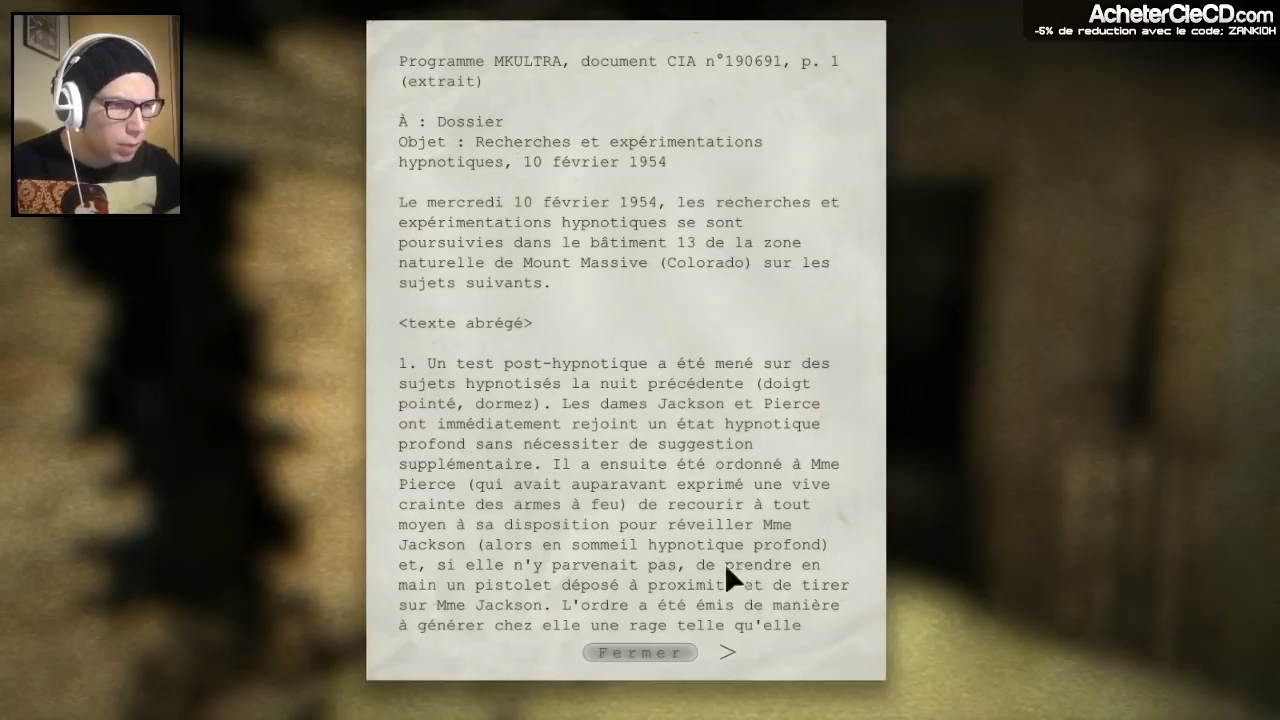 AcheterCleCD.com
-5% de reduction avec le code; ZANKIOH
Programme MKULTRA, document CIA n°190691, p. 1
(extrait)
À : Dossier
Objet : Recherches et expérimentations
hypnotiques, 10 février 1954
Le mercredi 10 février 1954, les recherches et
expérimentations hypnotiques se sont
poursuivies dans le bâtiment 13 de la zone
naturelle de Mount Massive (Colorado) sur les
sujets suivants.
<texte abrégé>
1. Un test post-hypnotique a été mené sur des
sujets hypnotisés la nuit précédente (doigt
pointé, dormez). Les dames Jackson et Pierce
ont immédiatement rejoint un état hypnotique
profond sans nécessiter de suggestion
supplémentaire. Il a ensuite été ordonné à Mme
Pierce (qui avait auparavant exprimé une vive
crainte des armes à feu) de recourir à tout
moyen à sa disposition pour réveiller Mme
Jackson (alors en sommeil hypnotique profond)
et, si elle n'y parvenait pas, de prendre en
main un pistolet déposé à proximité et de tirer
sur Mme Jackson. L'ordre a été émis de manière
à générer chez elle une rage telle qu'elle
Fermer >